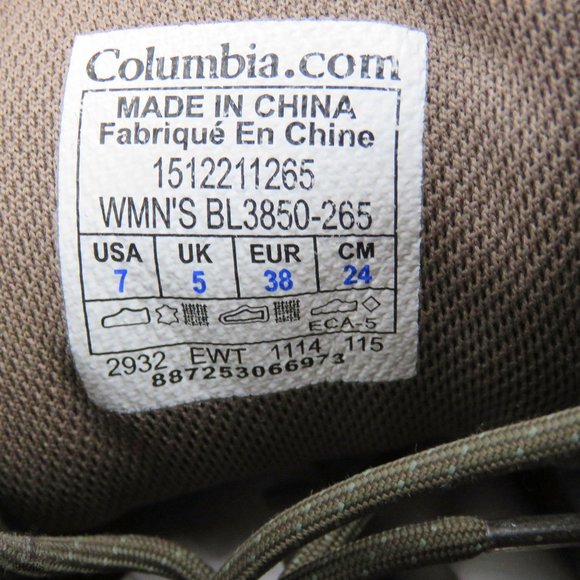 Columbia.com
MADE IN CHINA
Fabriqué En Chine
1512211265
WMN'S BL3850-265
USA UK EUR CM
7 5 38 24
ECA-5
2932 EWT 1114 115
887253066973